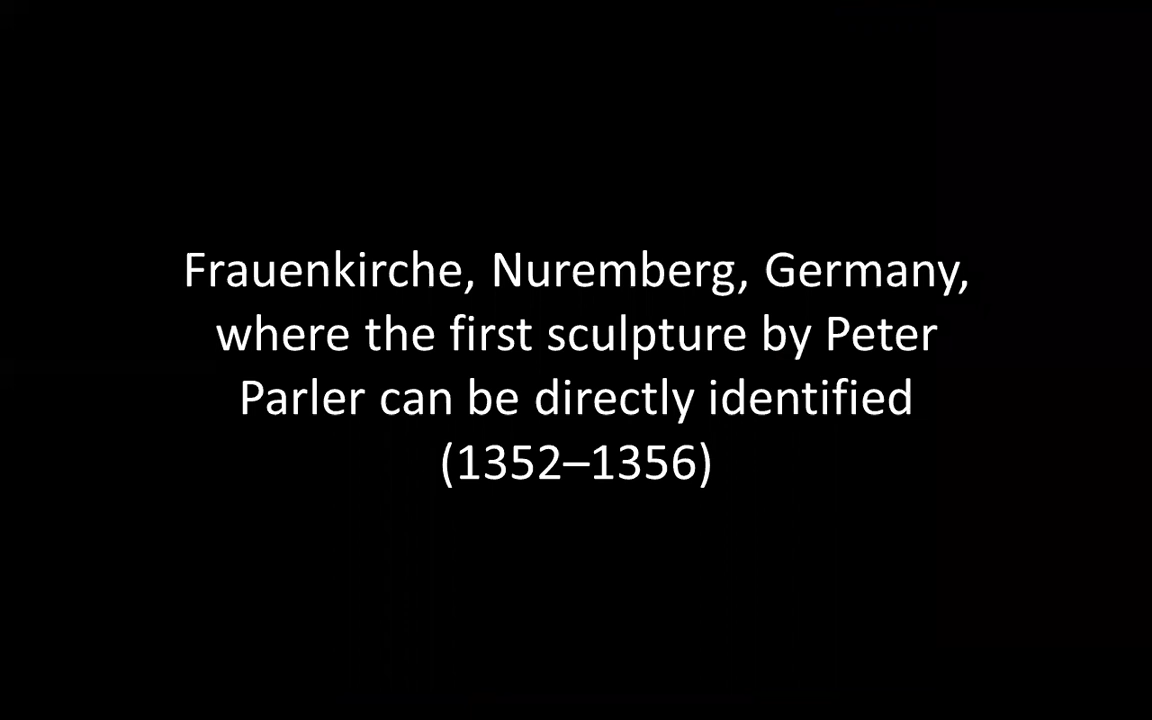 Frauenkirche, Nuremberg, Germany,
where the first sculpture by Peter
Parler can be directly identified
(1352–1356)